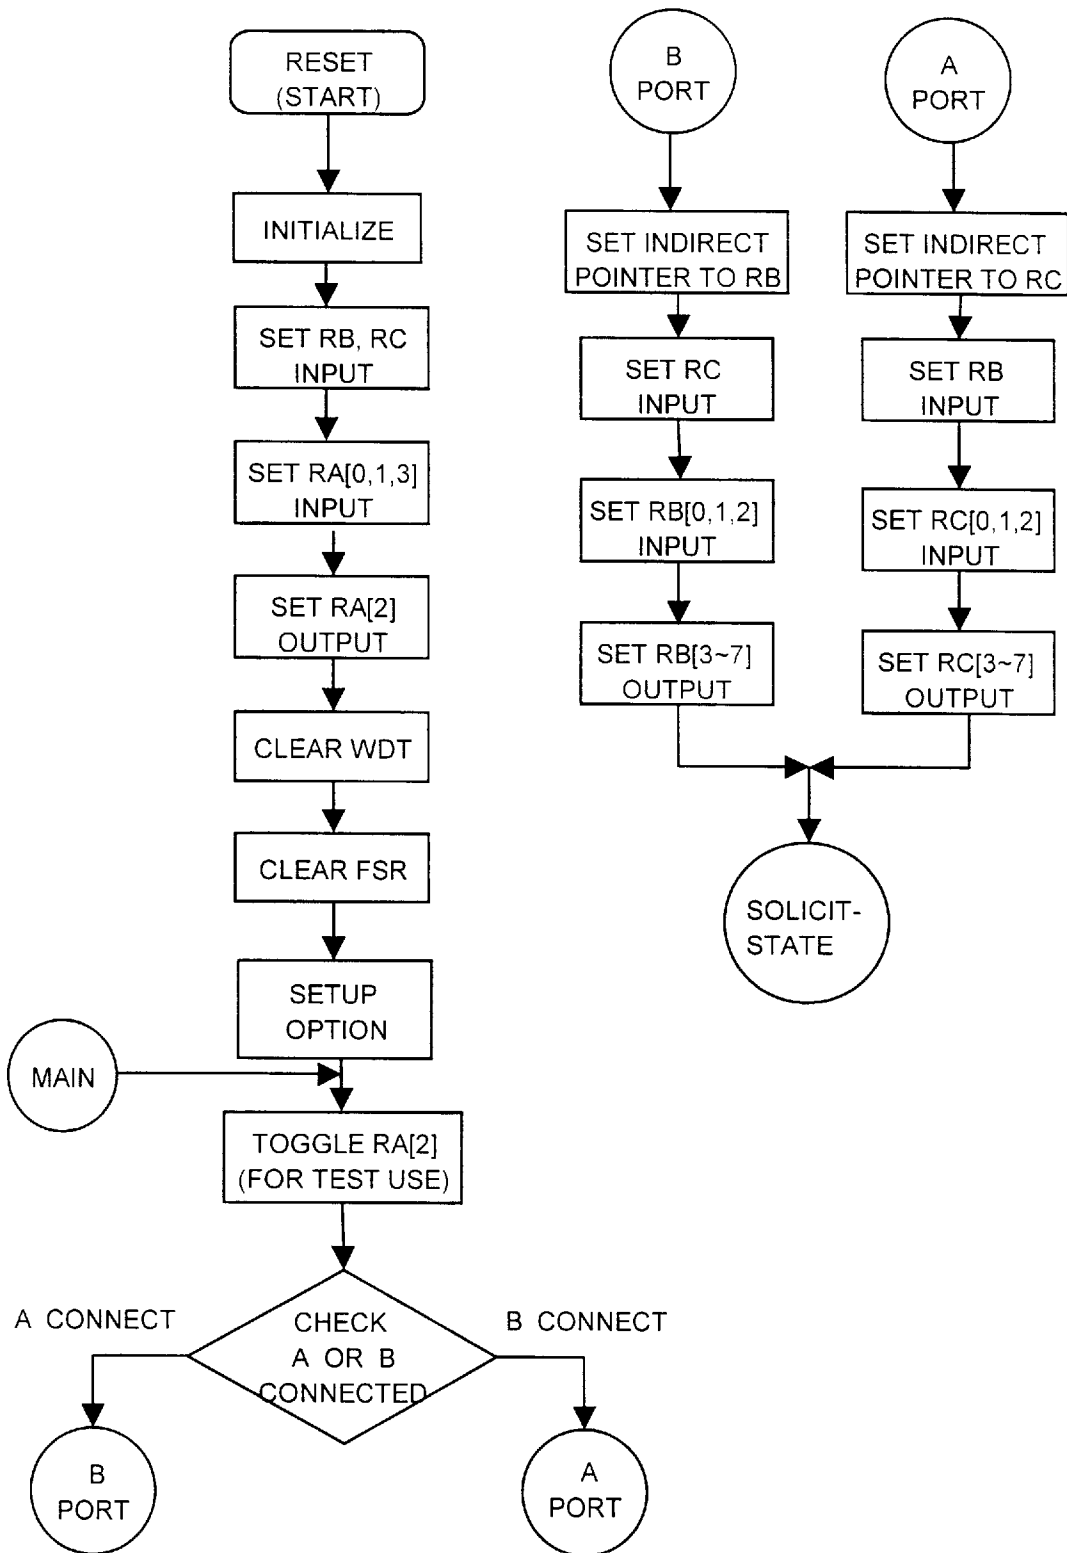 RESET
(START)
INITIALIZE
SET RB, RC
INPUT
SET RA[0,1,3]
INPUT
SET RA[2]
OUTPUT
CLEAR WDT
CLEAR FSR
SETUP
OPTION
MAIN
TOGGLE RA[2]
(FOR TEST USE)
CHECK
A OR B
CONNECTED
A CONNECT
B CONNECT
B
PORT
A
PORT
B
PORT
SET INDIRECT
POINTER TO RB
SET RC
INPUT
SET RB[0,1,2]
INPUT
SET RB[3~7]
OUTPUT
A
PORT
SET INDIRECT
POINTER TO RC
SET RB
INPUT
SET RC[0,1,2]
INPUT
SET RC[3~7]
OUTPUT
SOLICIT-
STATE